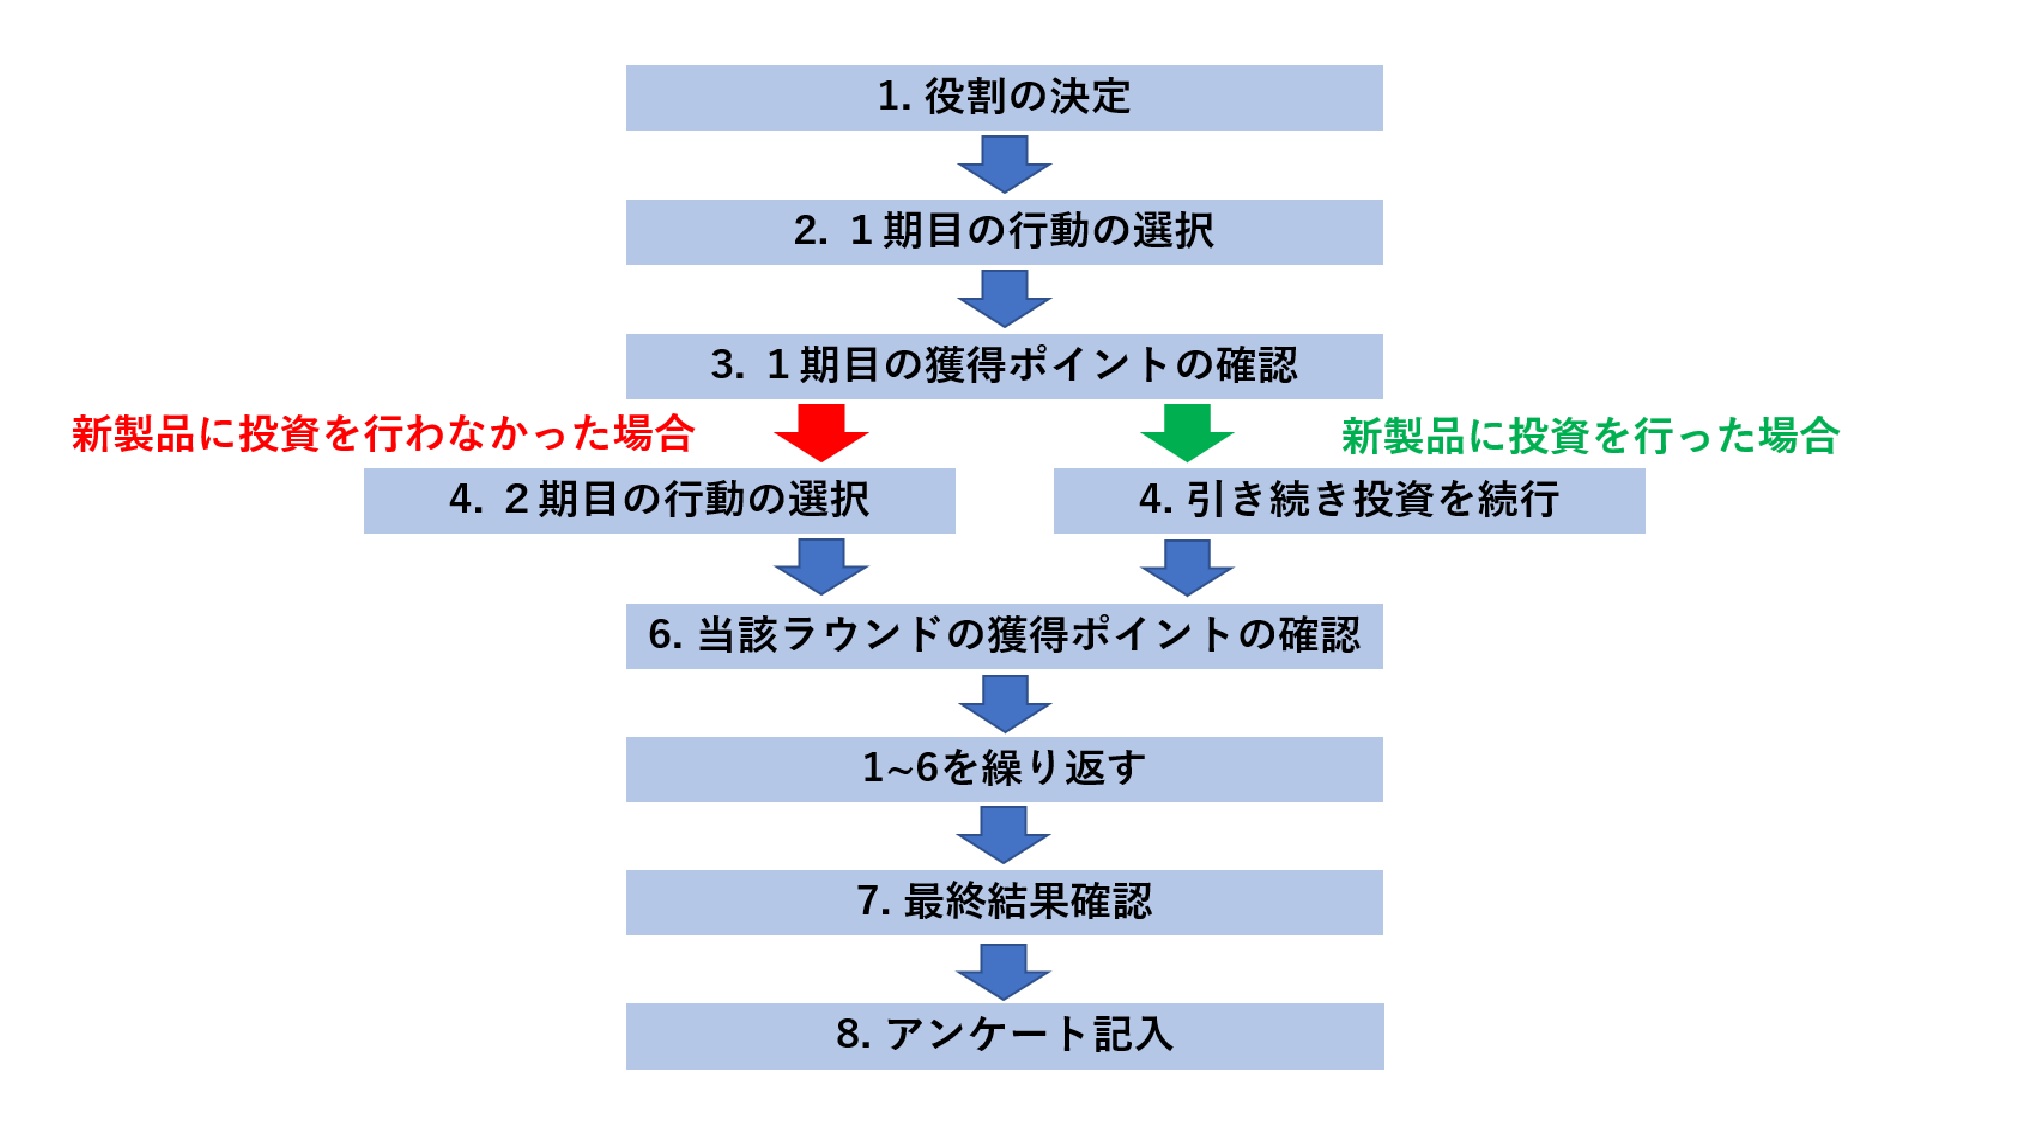 1. 役割の決定
2. １期目の行動の選択
3. １期目の獲得ポイントの確認
新製品に投資を行わなかった場合
新製品に投資を行った場合
4. ２期目の行動の選択
4. 引き続き投資を続行
6. 当該ラウンドの獲得ポイントの確認
1~6を繰り返す
7. 最終結果確認
8. アンケート記入